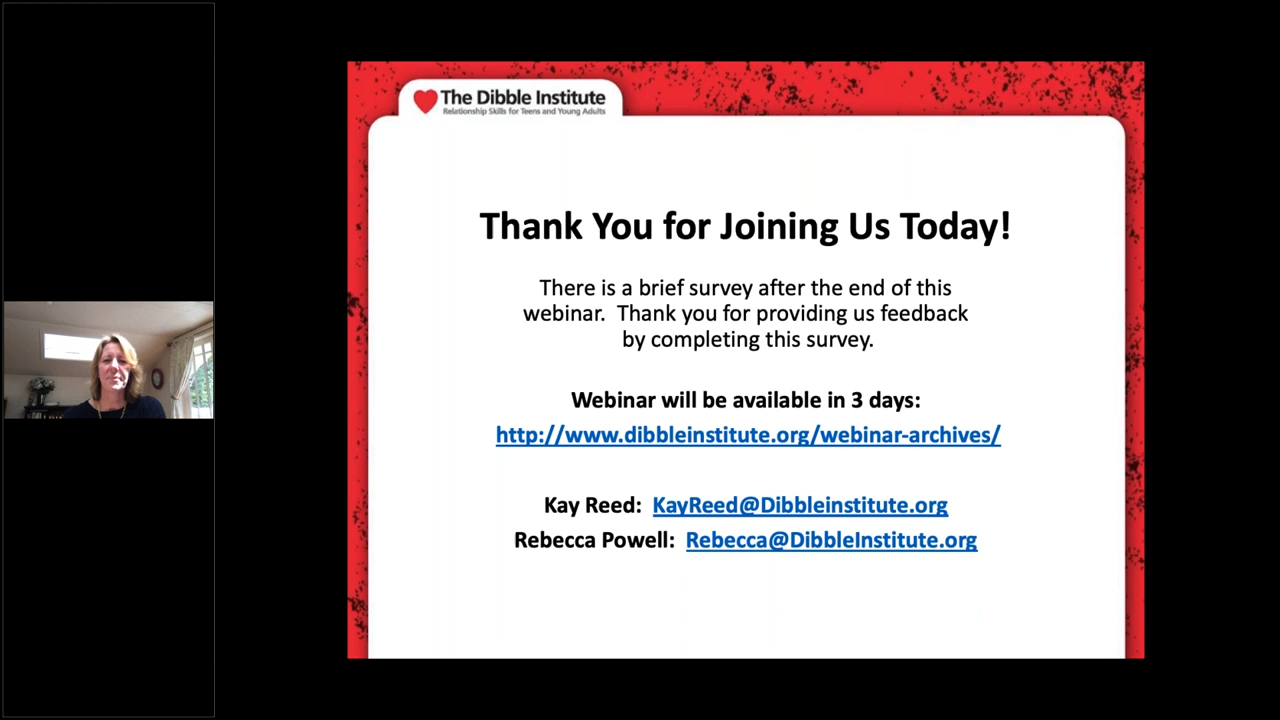 The Dibble Institute
Relationship Skills for Teens and Young Adults
Thank You for Joining Us Today!
There is a brief survey after the end of this
webinar. Thank you for providing us feedback
by completing this survey.
Webinar will be available in 3 days:
http://www.dibbleinstitute.org/webinar-archives/
Kay Reed: KayReed@Dibbleinstitute.org
Rebecca Powell: Rebecca@DibbleInstitute.org